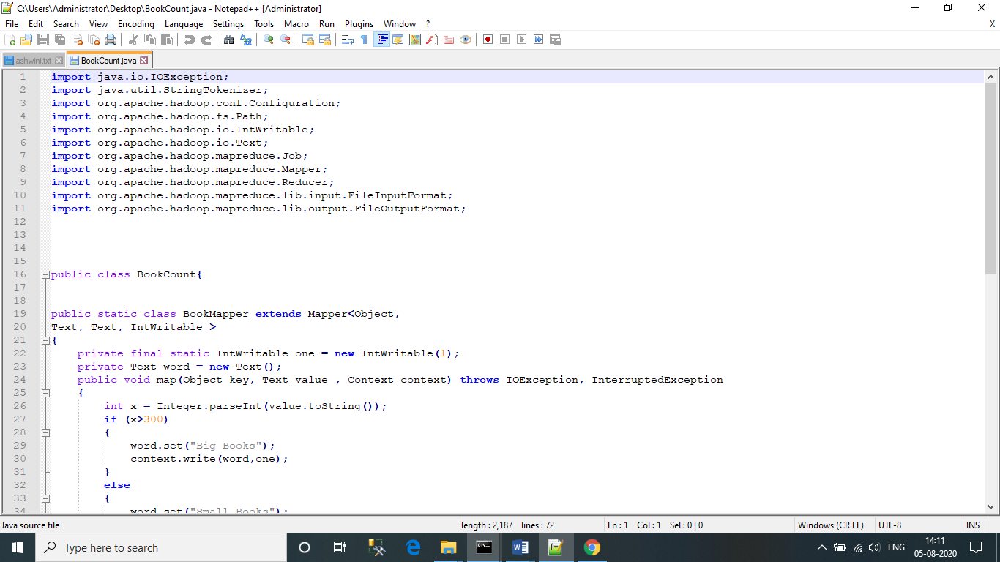 C:\Users\Administrator\Desktop\BookCount.java - Notepad++ [Administrator]
File Edit Search View Encoding Language Settings Tools Macro Run Plugins Window ? X
ashwini.txt BookCount.java
1 import java.io.IOException;
2 import java.util.StringTokenizer;
3 import org.apache.hadoop.conf.Configuration;
4 import org.apache.hadoop.fs.Path;
5 import org.apache.hadoop.io.IntWritable;
6 import org.apache.hadoop.io.Text;
7 import org.apache.hadoop.mapreduce.Job;
8 import org.apache.hadoop.mapreduce.Mapper;
9 import org.apache.hadoop.mapreduce.Reducer;
10 import org.apache.hadoop.mapreduce.lib.input.FileInputFormat;
11 import org.apache.hadoop.mapreduce.lib.output.FileOutputFormat;
12
13
14
15
16 public class BookCount{
17
18
19 public static class BookMapper extends Mapper<Object,
20 Text, Text, IntWritable >
21 {
22 private final static IntWritable one = new IntWritable(1);
23 private Text word = new Text();
24 public void map(Object key, Text value , Context context) throws IOException, InterruptedException
25 {
26 int x = Integer.parseInt(value.toString());
27 if (x>300)
28 {
29 word.set("Big Books");
30 context.write(word,one);
31 }
32 else
33 {
34 word.set("Small Books");
Java source file length : 2,187 lines : 72 Ln : 1 Col : 1 Sel : 0 | 0 Windows (CR LF) UTF-8 INS
Type here to search ENG 14:11
05-08-2020